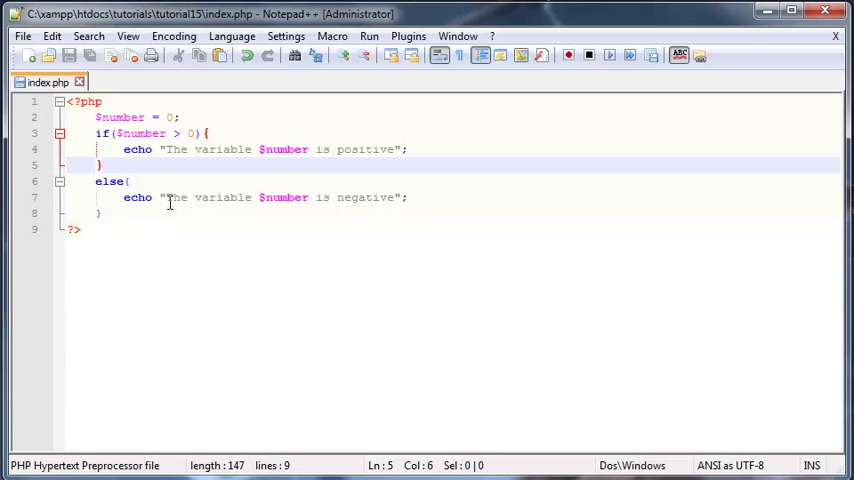 C:\xampp\htdocs\tutorials\tutorial15\index.php - Notepad++ [Administrator]
File Edit Search View Encoding Language Settings Macro Run Plugins Window ? X
index.php
1 <?php
2 $number = 0;
3 if($number > 0){
4 echo "The variable $number is positive";
5 }
6 else{
7 echo "The variable $number is negative";
8 }
9 ?>
PHP Hypertext Preprocessor file length : 147 lines : 9 Ln : 5 Col : 6 Sel : 0 | 0 Dos\Windows ANSI as UTF-8 INS